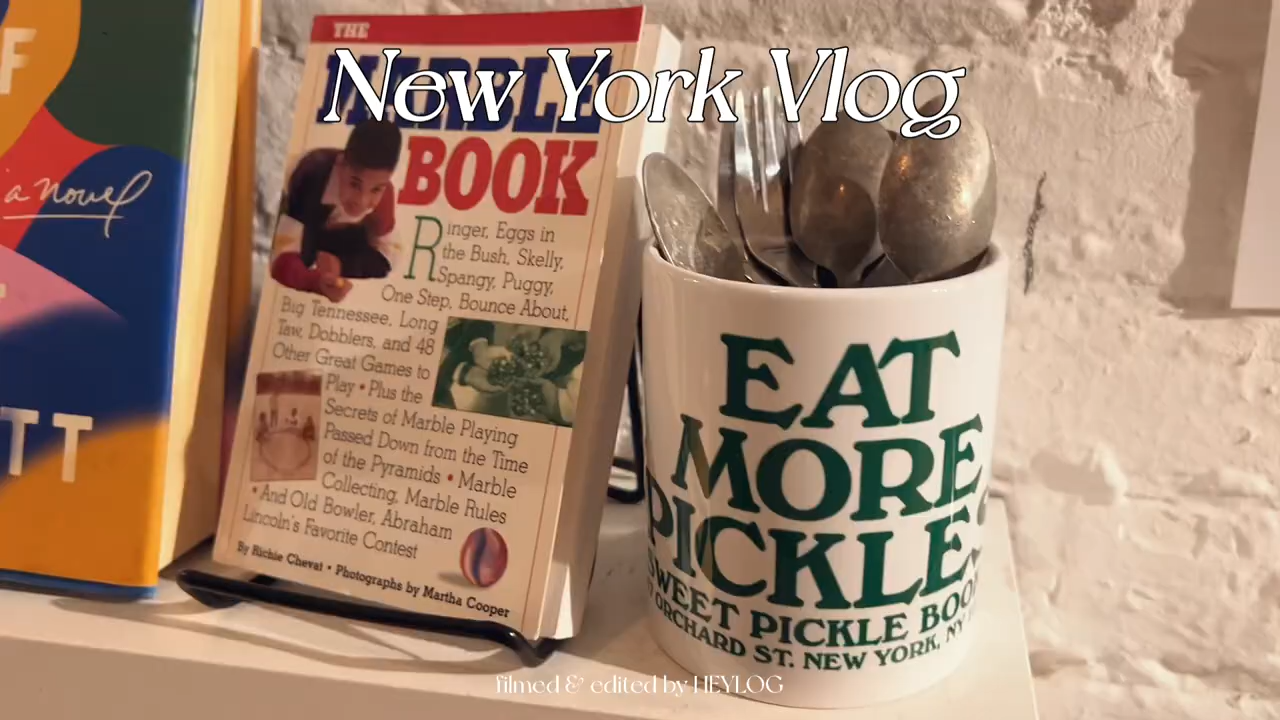 New York Vlog
F
a novel
TT
THE
MARBLE
BOOK
Ringer, Eggs in
the Bush, Skelly,
Spangy, Puggy,
One Step, Bounce About,
Big Tennessee, Long
Taw, Dobblers, and 48
Other Great Games to
Play • Plus the
Secrets of Marble Playing
Passed Down from the Time
of the Pyramids • Marble
Collecting, Marble Rules
• And Old Bowler, Abraham
Lincoln's Favorite Contest
By Richie Chevat • Photographs by Martha Cooper
EAT
MORE
PICKLE
SWEET PICKLE BOO
ORCHARD ST. NEW YORK, NY
filmed & edited by HEYLOG